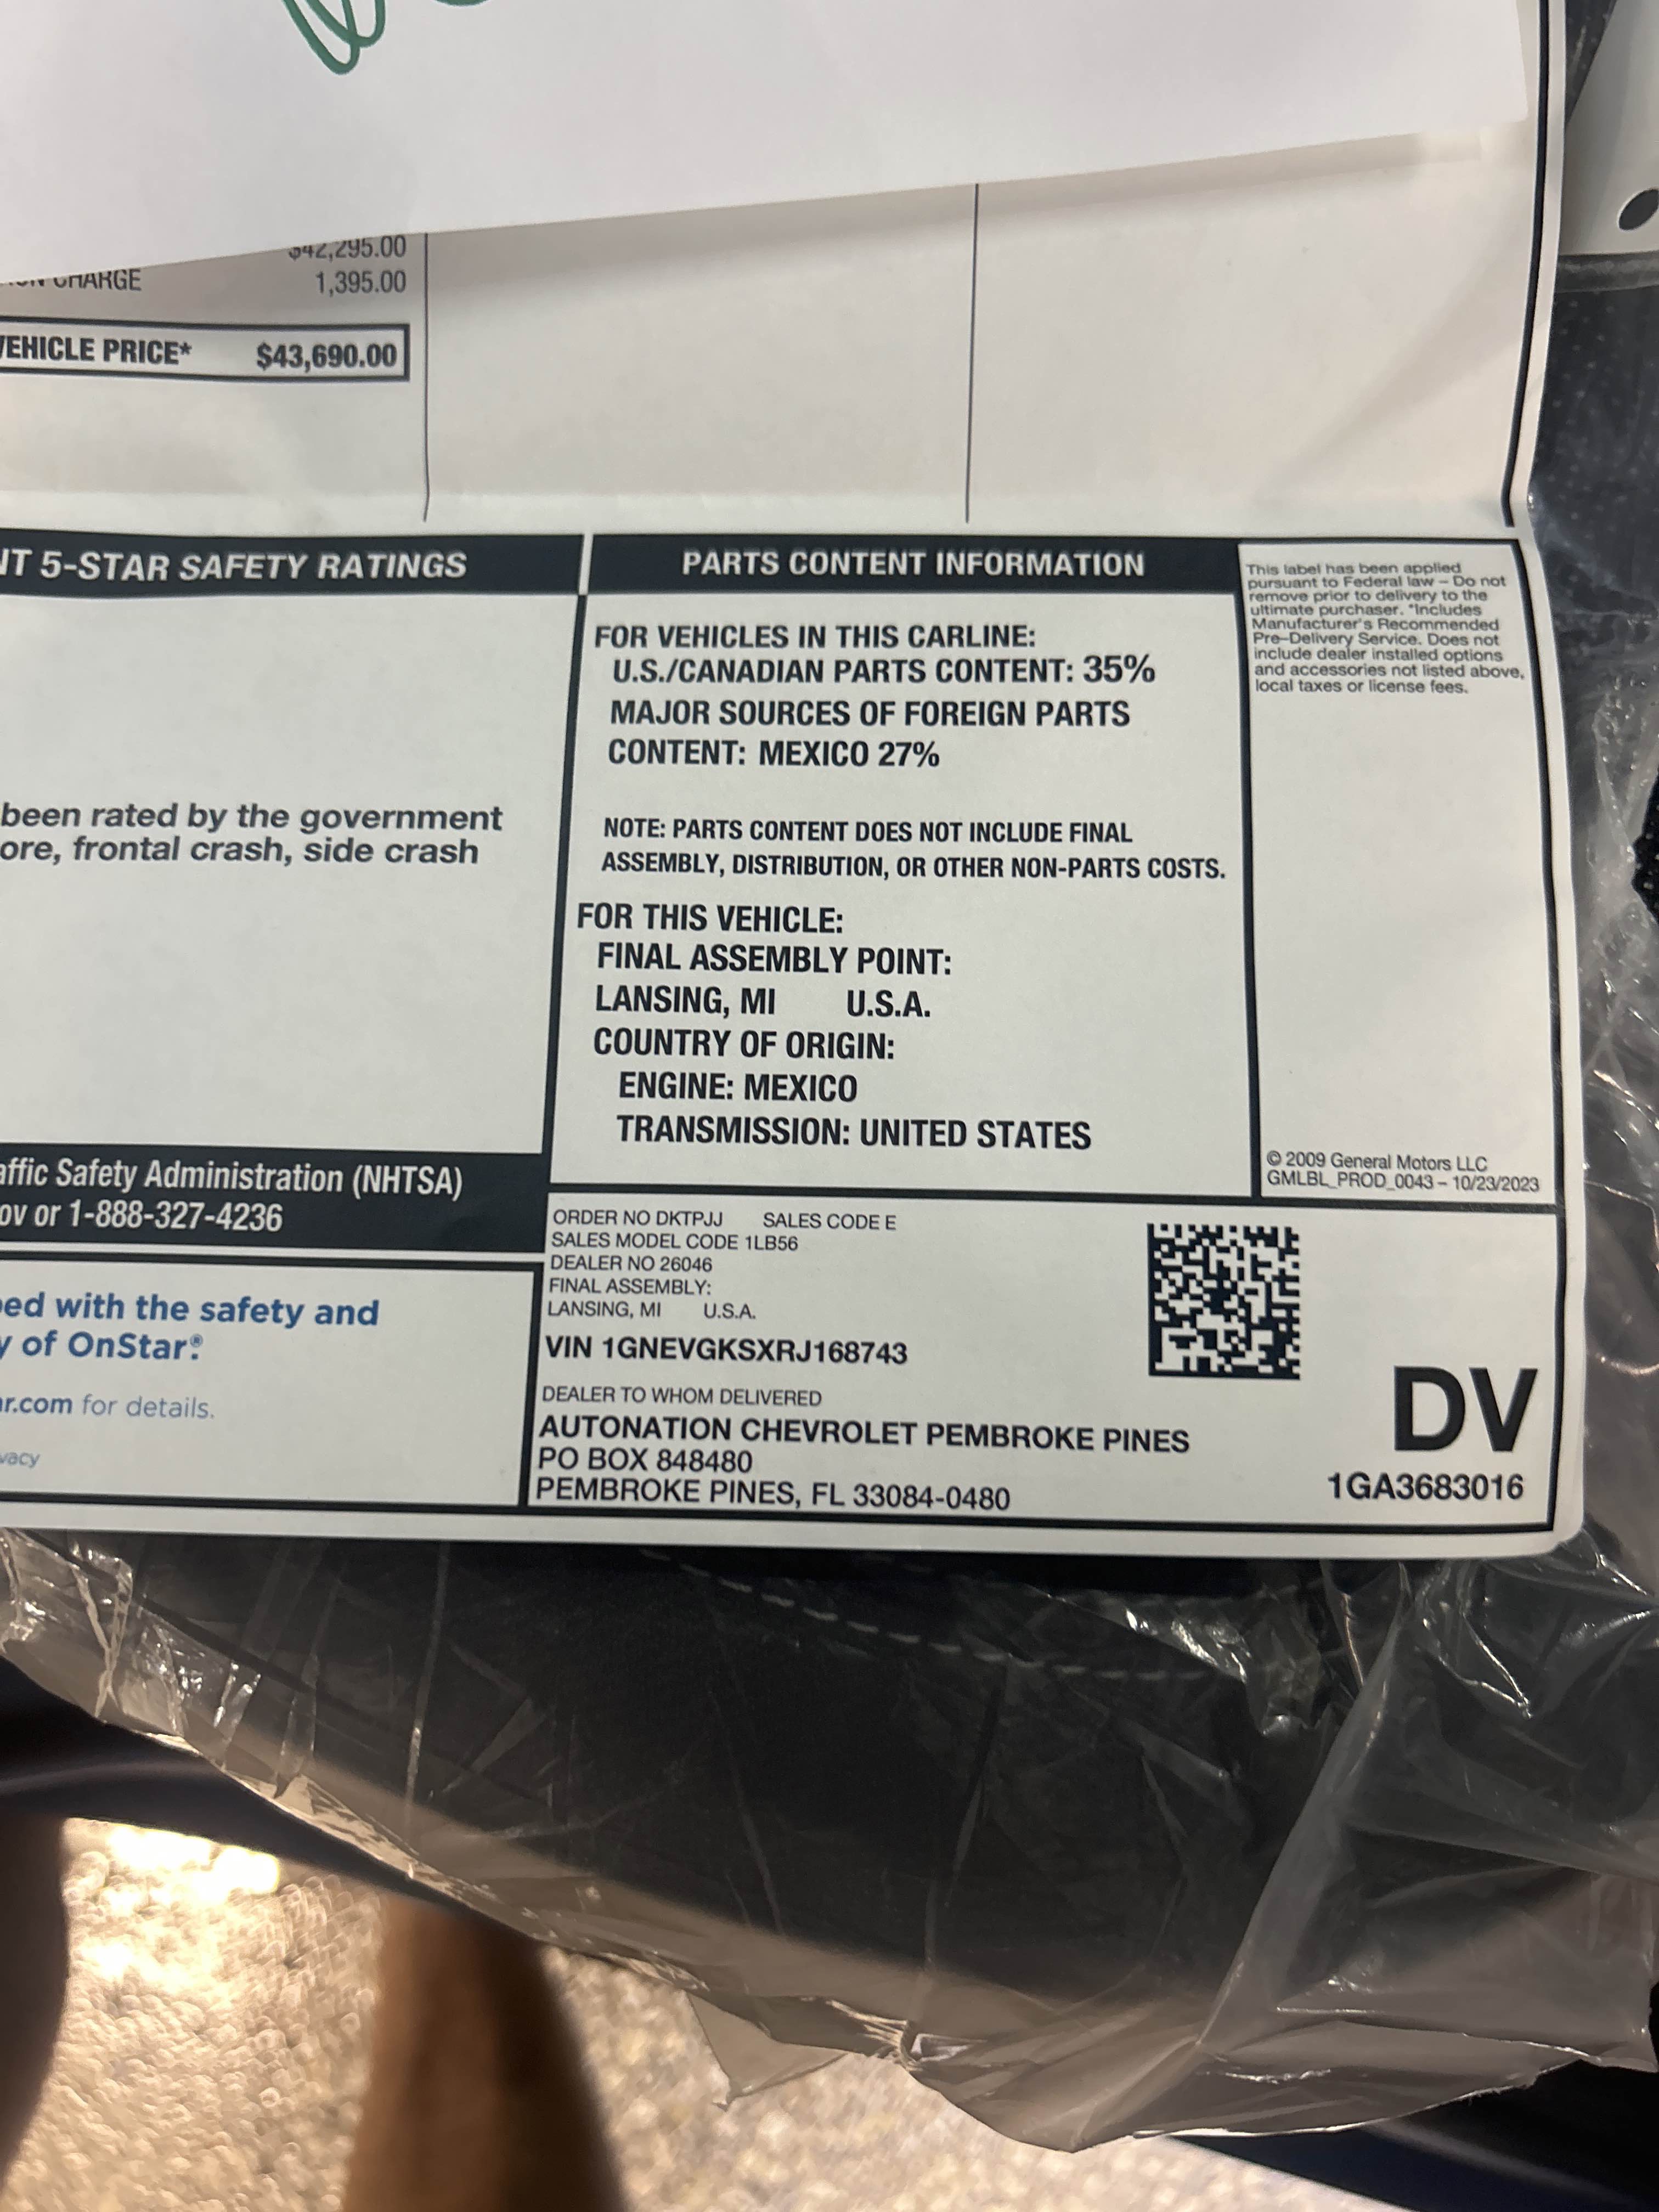 $42,295.00
CHARGE 1,395.00
VEHICLE PRICE* $43,690.00
NT 5-STAR SAFETY RATINGS
been rated by the government
ore, frontal crash, side crash
affic Safety Administration (NHTSA)
ov or 1-888-327-4236
ped with the safety and
y of OnStar®.
ar.com for details.
vacy
PARTS CONTENT INFORMATION
FOR VEHICLES IN THIS CARLINE:
U.S./CANADIAN PARTS CONTENT: 35%
MAJOR SOURCES OF FOREIGN PARTS
CONTENT: MEXICO 27%
NOTE: PARTS CONTENT DOES NOT INCLUDE FINAL
ASSEMBLY, DISTRIBUTION, OR OTHER NON-PARTS COSTS.
FOR THIS VEHICLE:
FINAL ASSEMBLY POINT:
LANSING, MI U.S.A.
COUNTRY OF ORIGIN:
ENGINE: MEXICO
TRANSMISSION: UNITED STATES
This label has been applied
pursuant to Federal law – Do not
remove prior to delivery to the
ultimate purchaser. *Includes
Manufacturer's Recommended
Pre-Delivery Service. Does not
include dealer installed options
and accessories not listed above,
local taxes or license fees.
© 2009 General Motors LLC
GMLBL_PROD_0043 – 10/23/2023
ORDER NO DKTPJJ SALES CODE E
SALES MODEL CODE 1LB56
DEALER NO 26046
FINAL ASSEMBLY:
LANSING, MI U.S.A.
VIN 1GNEVGKSXRJ168743
DEALER TO WHOM DELIVERED
AUTONATION CHEVROLET PEMBROKE PINES
PO BOX 848480
PEMBROKE PINES, FL 33084-0480
DV
1GA3683016